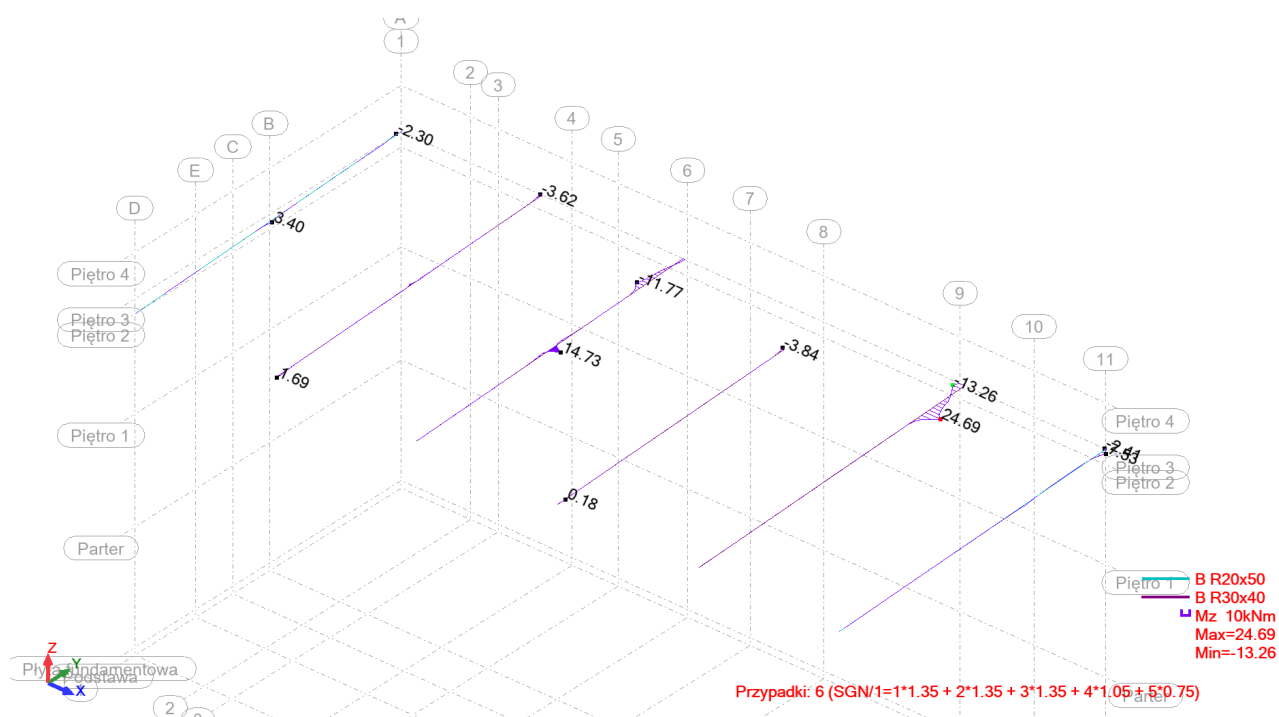 A
1
2
3
B
4
C
5
E
6
7
D
8
-2.30
-3.62
3.40
Piętro 4
-11.77
9
Piętro 3
10
Piętro 2
-14.73
-3.84
11
1.69
-13.26
24.69
Piętro 4
Piętro 1
-2.41
Piętro 3
Piętro 2
0.18
Parter
Piętro 1
B R20x50
B R30x40
Mz 10kNm
Max=24.69
Min=-13.26
Z
Y
X
Płyta fundamentowa
Podstawa
Przypadki: 6 (SGN/1=1*1.35 + 2*1.35 + 3*1.35 + 4*1.05 + 5*0.75)
Parter
2